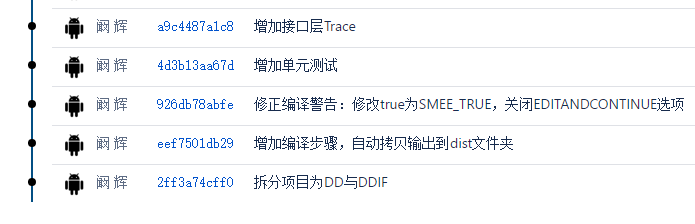 阚 辉 a9c4487a1c8 增加接口层Trace
阚 辉 4d3b13aa67d 增加单元测试
阚 辉 926db78abfe 修正编译警告：修改true为SMEE_TRUE，关闭EDITANDCONTINUE选项
阚 辉 eef7501db29 增加编译步骤，自动拷贝输出到dist文件夹
阚 辉 2ff3a74cff0 拆分项目为DD与DDIF